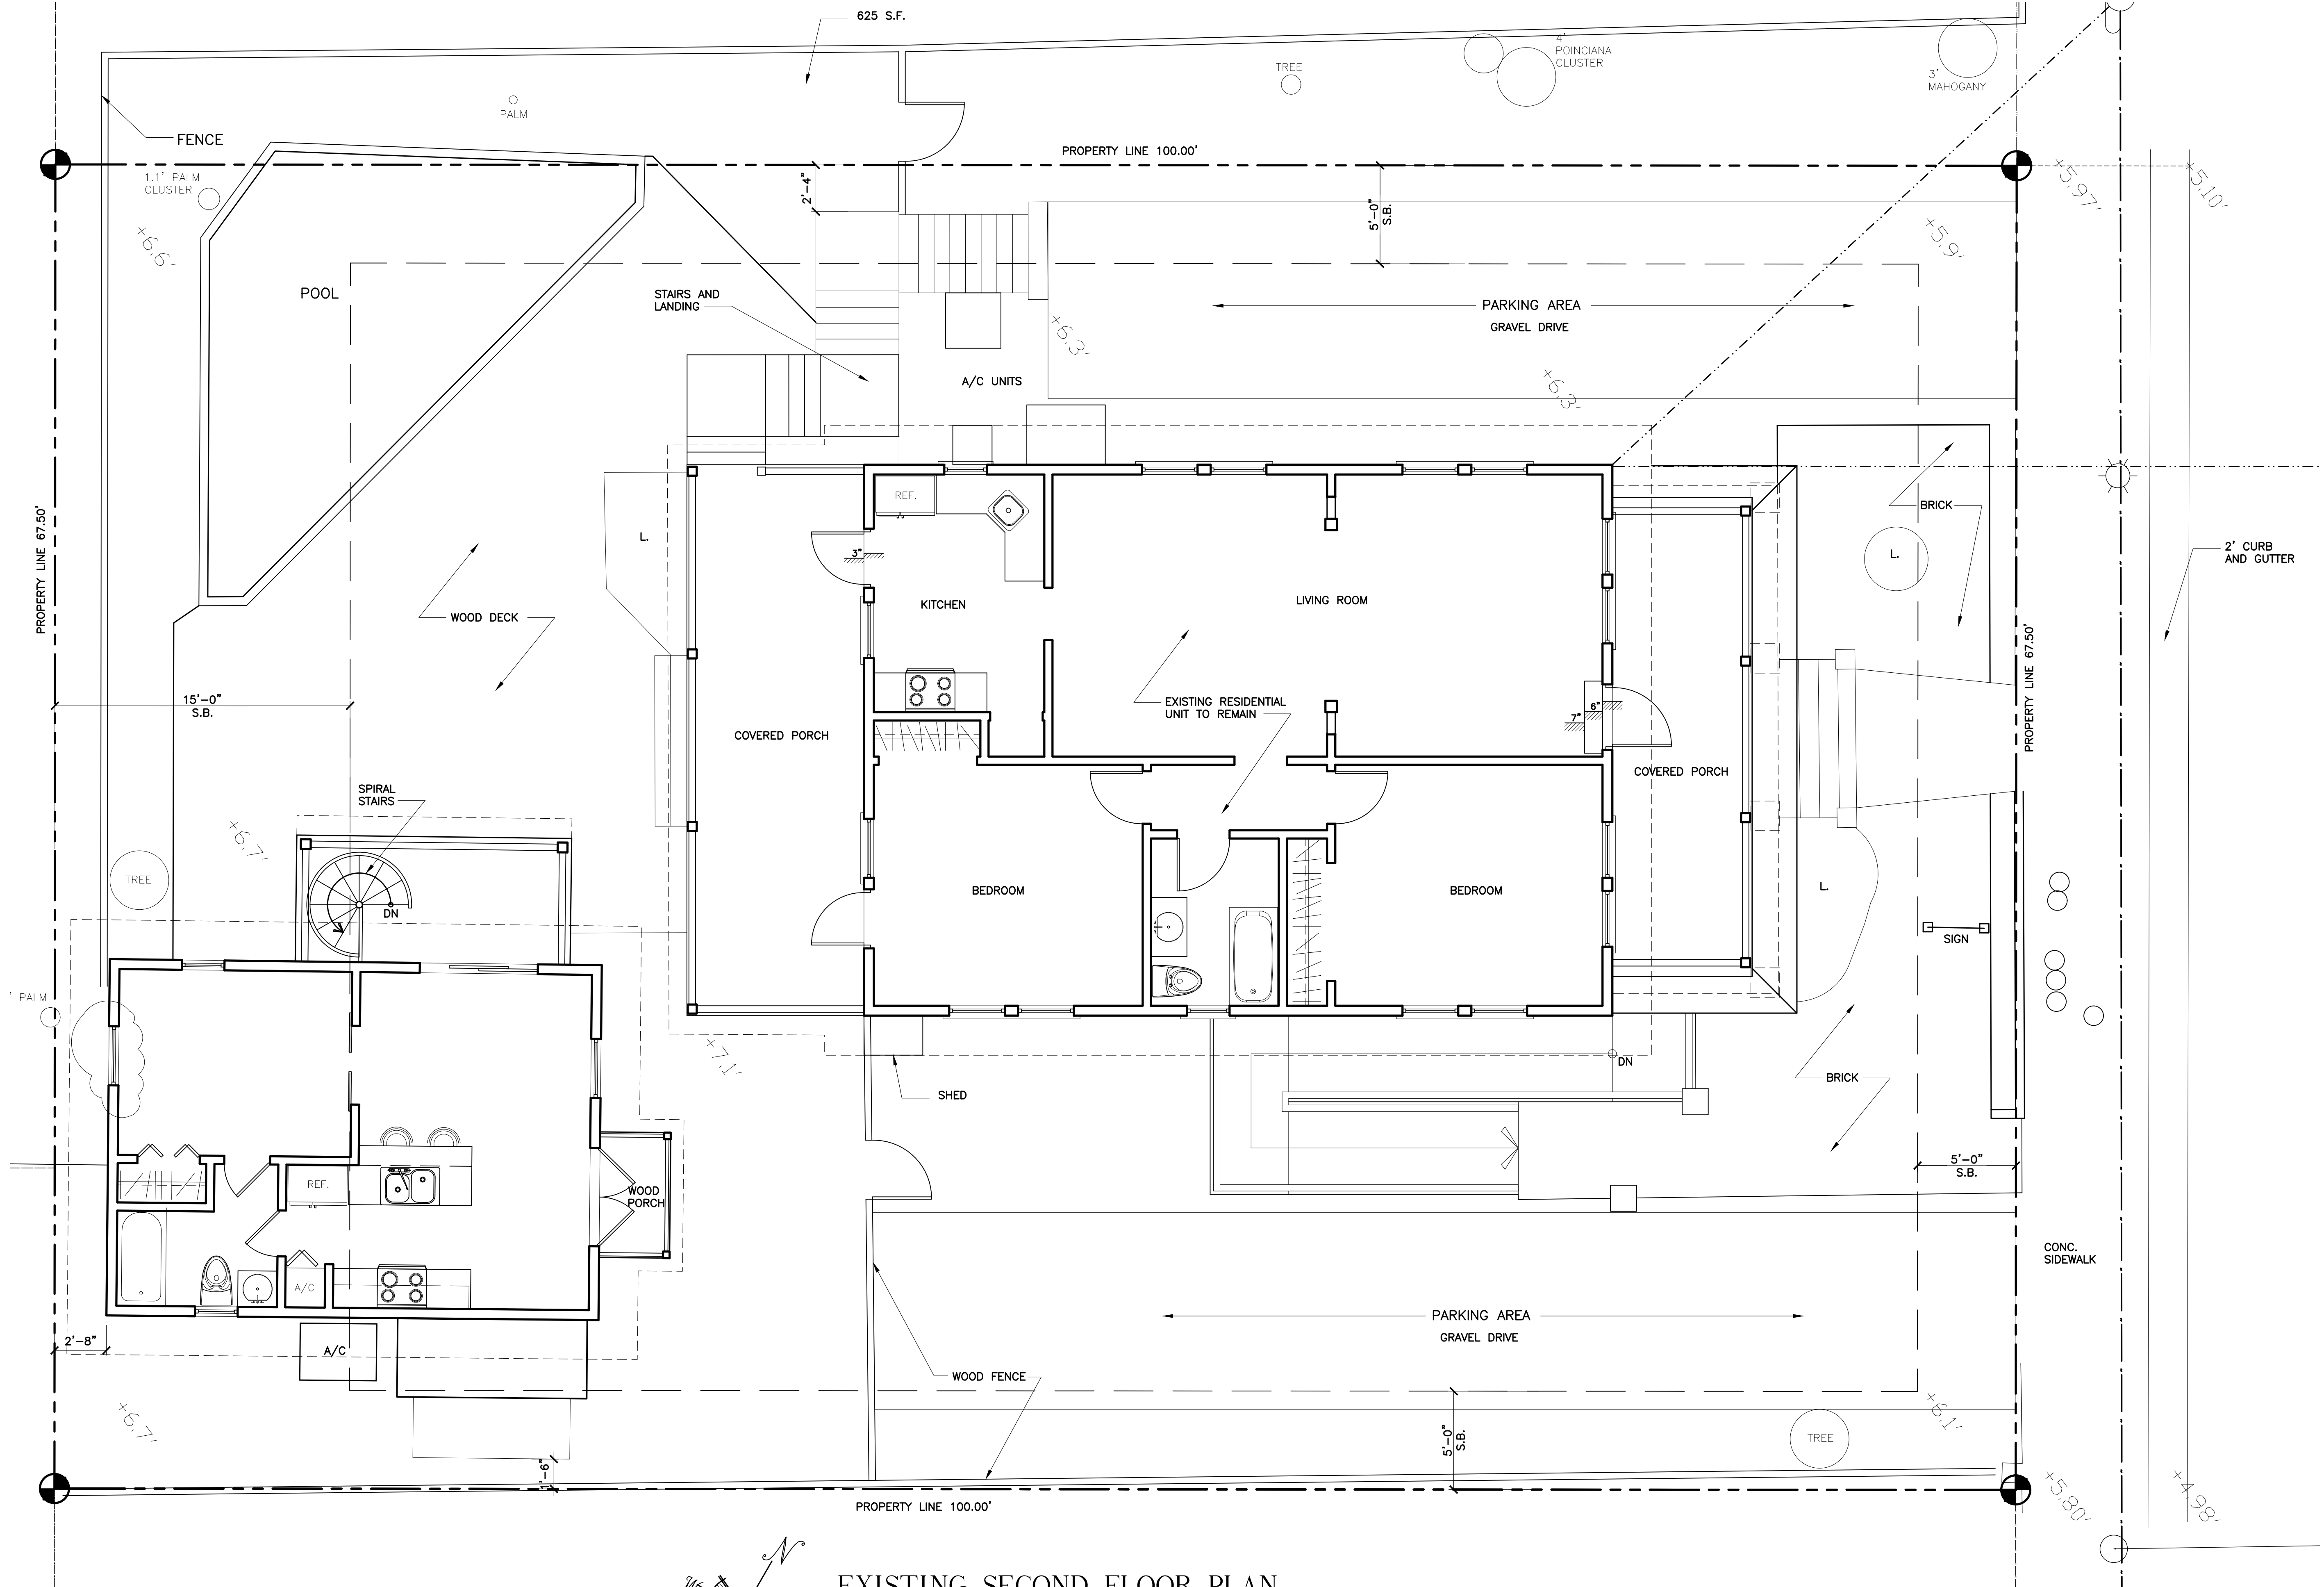 625 S.F.
4'
POINCIANA
CLUSTER
TREE
3'
MAHOGANY
PALM
FENCE
PROPERTY LINE 100.00'
1.1' PALM
CLUSTER
2'-4"
5'-0"
S.B.
+5.97'
+5.10'
+6.6'
+5.9'
POOL
STAIRS AND
LANDING
PARKING AREA
GRAVEL DRIVE
+6.3'
A/C UNITS
+6.3'
REF.
BRICK
L.
3"
L.
2' CURB
AND GUTTER
PROPERTY LINE 67.50'
WOOD DECK
KITCHEN
LIVING ROOM
PROPERTY LINE 67.50'
15'-0"
S.B.
EXISTING RESIDENTIAL
UNIT TO REMAIN
6"
7"
COVERED PORCH
COVERED PORCH
SPIRAL
STAIRS
+6.7'
TREE
BEDROOM
BEDROOM
L.
DN
SIGN
' PALM
+7.1'
DN
SHED
BRICK
5'-0"
S.B.
REF.
WOOD
PORCH
CONC.
SIDEWALK
A/C
PARKING AREA
GRAVEL DRIVE
2'-8"
A/C
WOOD FENCE
+6.7'
+6.1'
TREE
5'-0"
S.B.
1'-6"
+5.80'
+4.98'
PROPERTY LINE 100.00'
N
EXISTING SECOND FLOOR PLAN